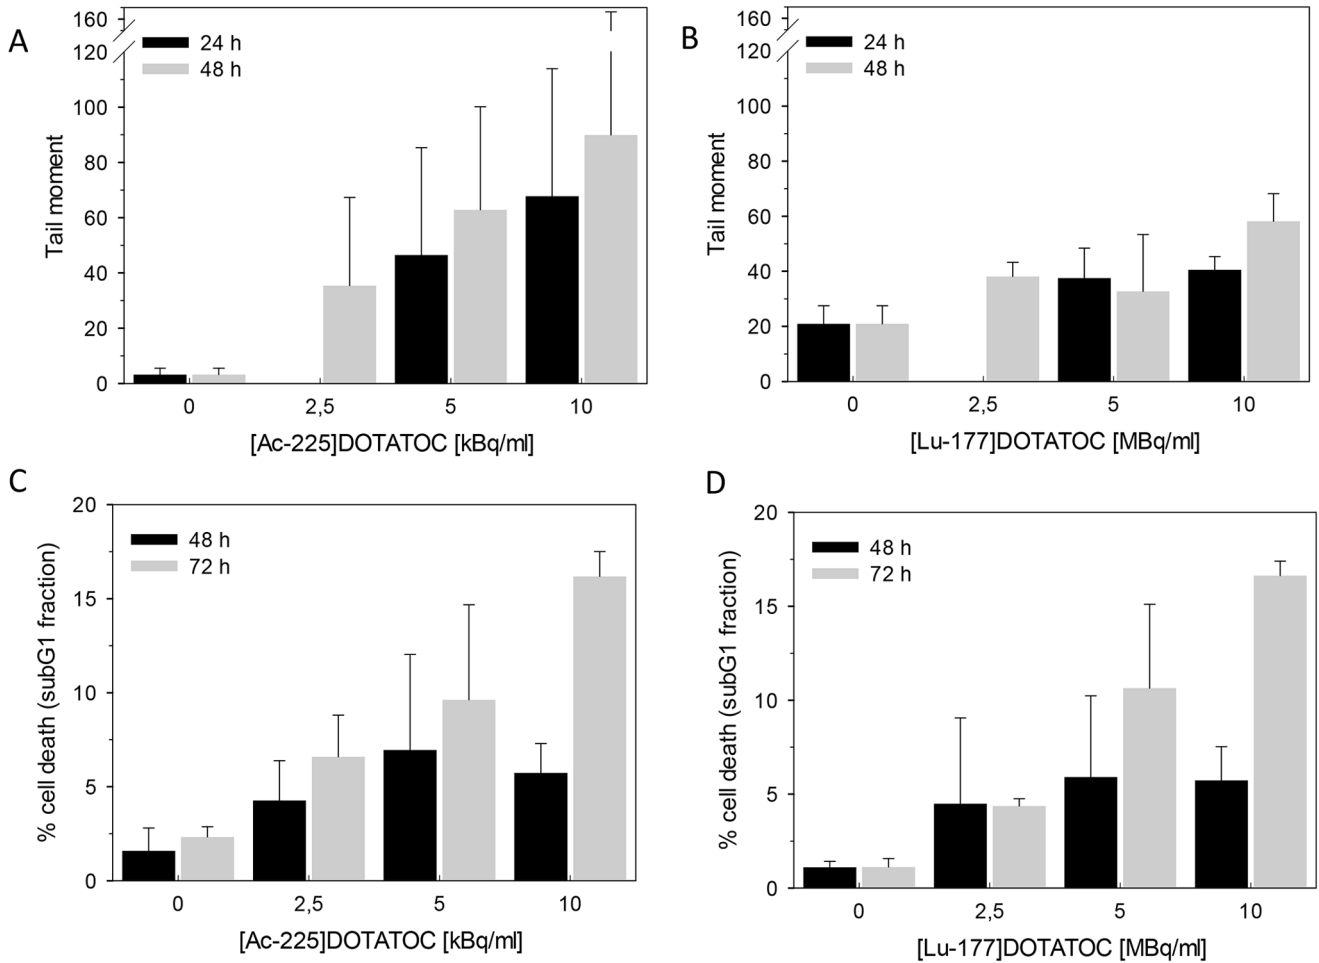 A
160
120
100
80
60
40
20
0
Tail moment
24 h
48 h
0 2,5 5 10
[Ac-225]DOTATOC [kBq/ml]
B
160
120
100
80
60
40
20
0
Tail moment
24 h
48 h
0 2,5 5 10
[Lu-177]DOTATOC [MBq/ml]
C
20
15
10
5
0
% cell death (subG1 fraction)
48 h
72 h
0 2,5 5 10
[Ac-225]DOTATOC [kBq/ml]
D
20
15
10
5
0
% cell death (subG1 fraction)
48 h
72 h
0 2,5 5 10
[Lu-177]DOTATOC [MBq/ml]